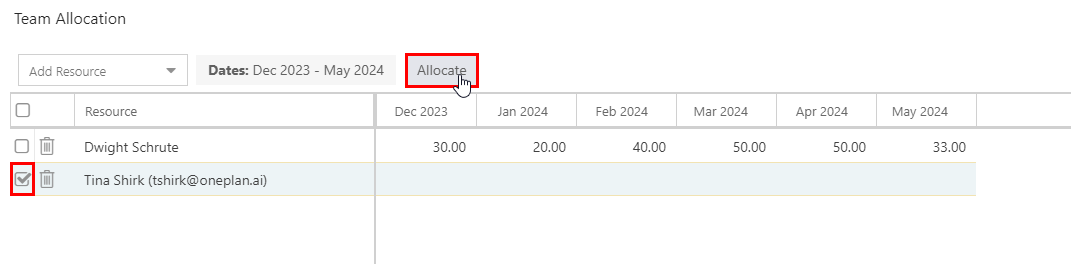 Team Allocation
Add Resource Dates: Dec 2023 - May 2024 Allocate
Resource Dec 2023 Jan 2024 Feb 2024 Mar 2024 Apr 2024 May 2024
Dwight Schrute 30.00 20.00 40.00 50.00 50.00 33.00
Tina Shirk (tshirk@oneplan.ai)